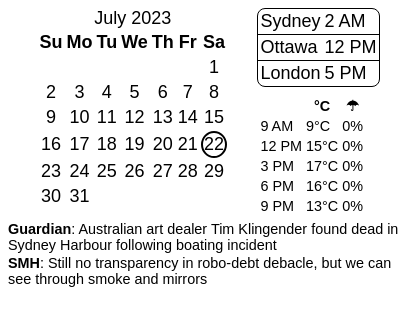 July 2023
Su Mo Tu We Th Fr Sa
1
2 3 4 5 6 7 8
9 10 11 12 13 14 15
16 17 18 19 20 21 22
23 24 25 26 27 28 29
30 31
Sydney 2 AM
Ottawa 12 PM
London 5 PM
°C ☂
9 AM 9°C 0%
12 PM 15°C 0%
3 PM 17°C 0%
6 PM 16°C 0%
9 PM 13°C 0%
Guardian: Australian art dealer Tim Klingender found dead in
Sydney Harbour following boating incident
SMH: Still no transparency in robo-debt debacle, but we can
see through smoke and mirrors